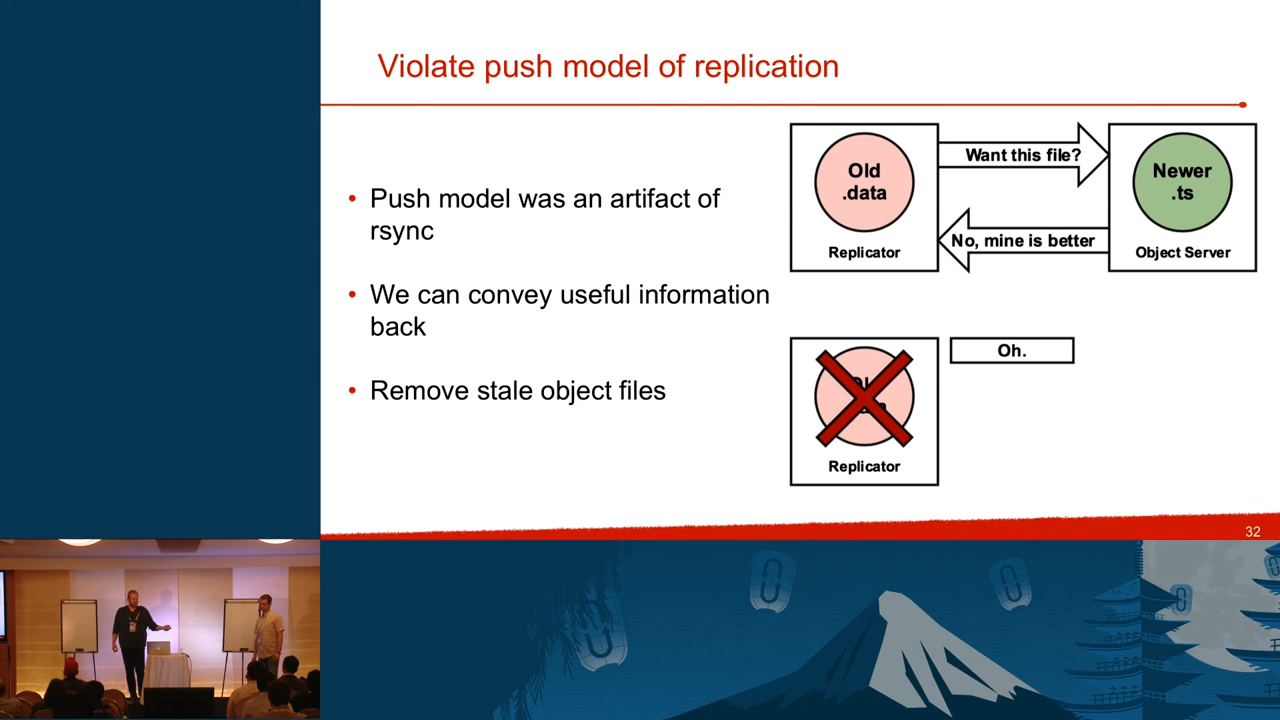 Violate push model of replication
• Push model was an artifact of
rsync
• We can convey useful information
back
• Remove stale object files
Old
.data
Replicator
Want this file?
No, mine is better
Newer
.ts
Object Server
Oh.
Replicator
32